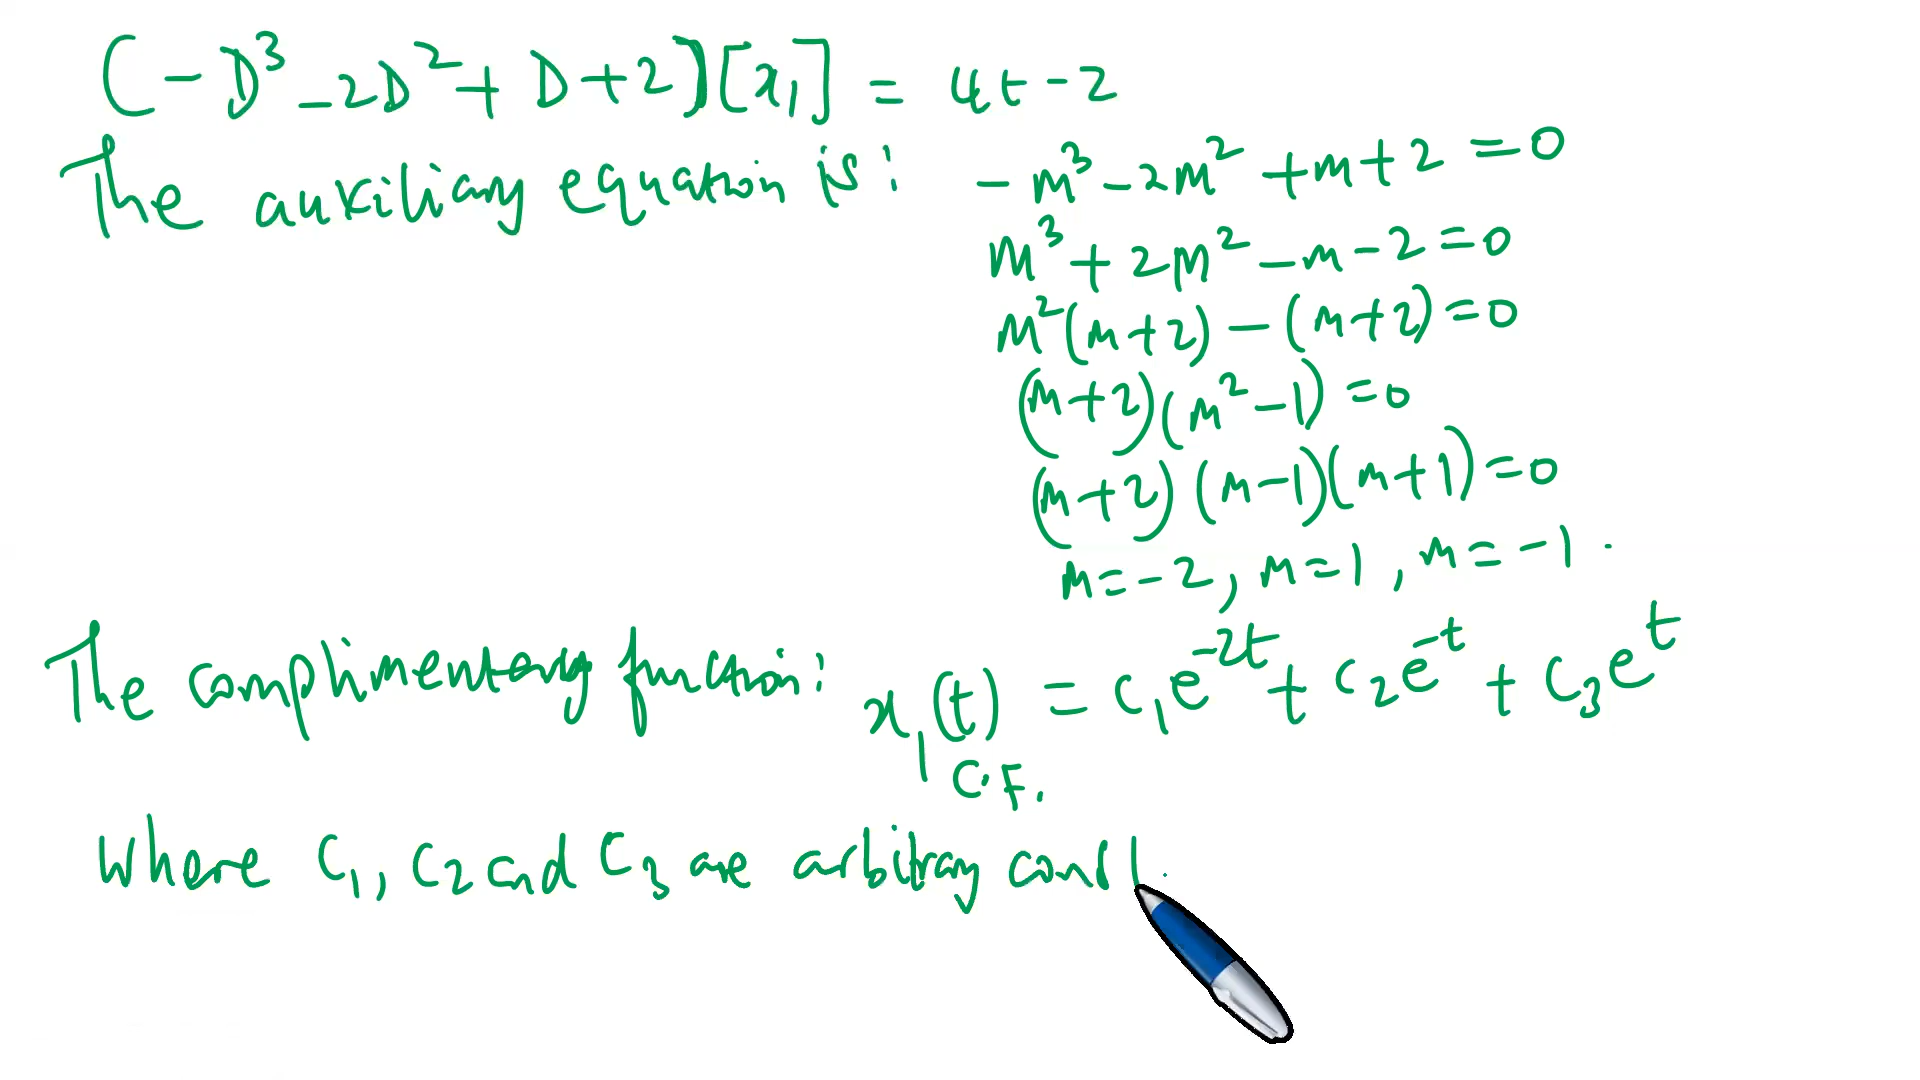 (-D³ -2D² + D+2)[x₁] = 4t-2
The auxiliary equation is: -m³-2m² +m+2 =0
m³+2m²-m-2=0
m²(m+2)-(m+2)=0
(m+2)(m²-1)=0
(m+2)(m-1)(m+1)=0
m=-2, m=1, m=-1.
The complimentary function: x₁(t) = c₁e^-2t + c₂e^-t + c₃e^t
C.F.
where c₁, c₂ and c₃ are arbitrary